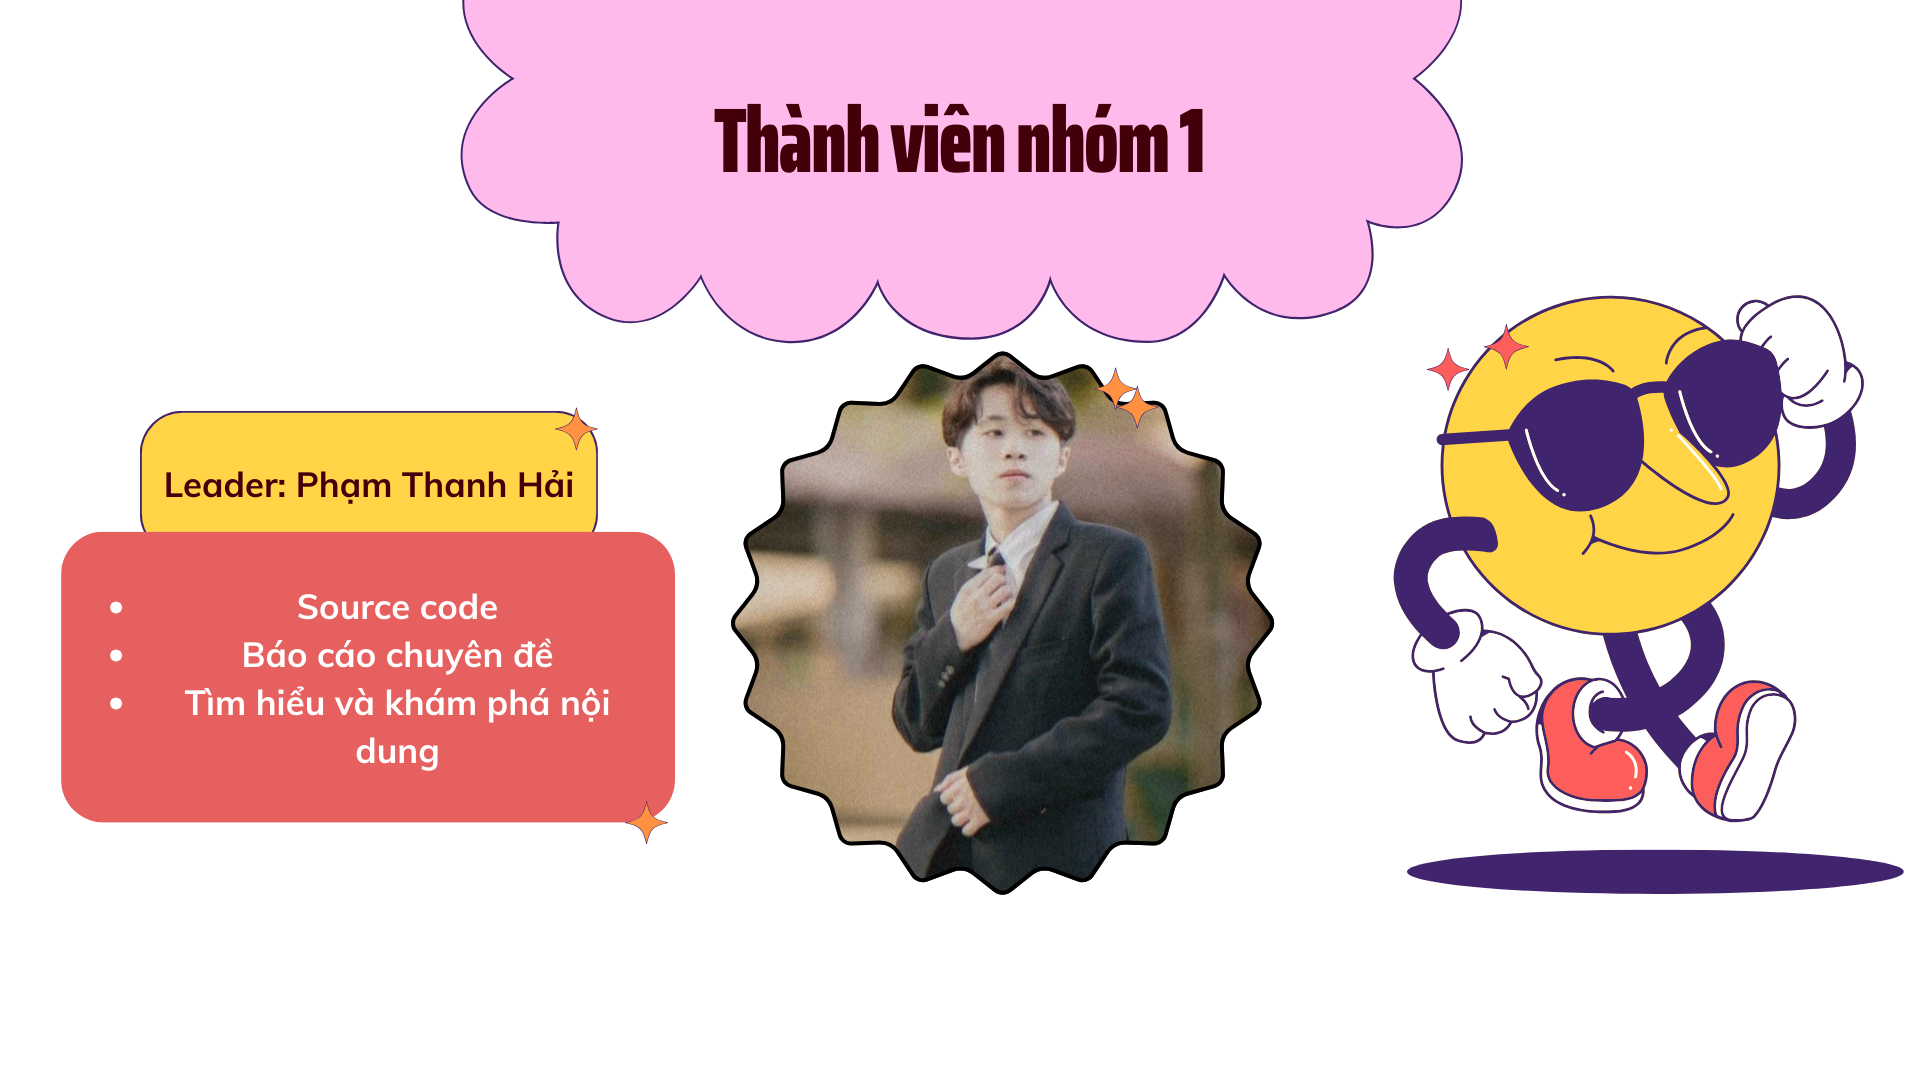 Thành viên nhóm 1
Leader: Phạm Thanh Hải
Source code
Báo cáo chuyên đề
Tìm hiểu và khám phá nội
dung